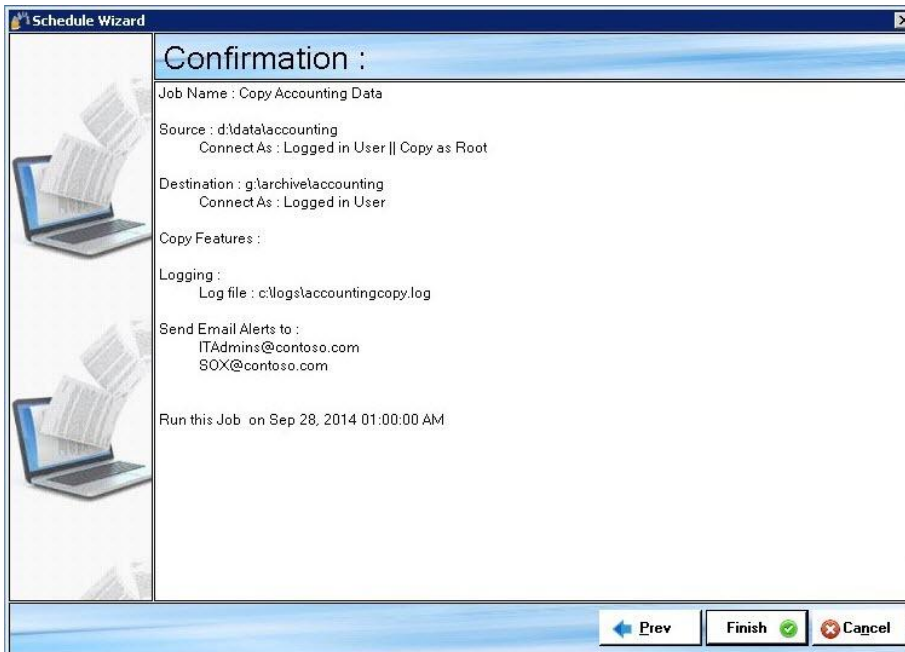 Schedule Wizard
Confirmation :
Job Name : Copy Accounting Data
Source : d:\data\accounting
Connect As : Logged in User || Copy as Root
Destination : g:\archive\accounting
Connect As : Logged in User
Copy Features :
Logging :
Log file : c:\logs\accountingcopy.log
Send Email Alerts to :
ITAdmins@contoso.com
SOX@contoso.com
Run this Job on Sep 28, 2014 01:00:00 AM
Prev Finish Cancel